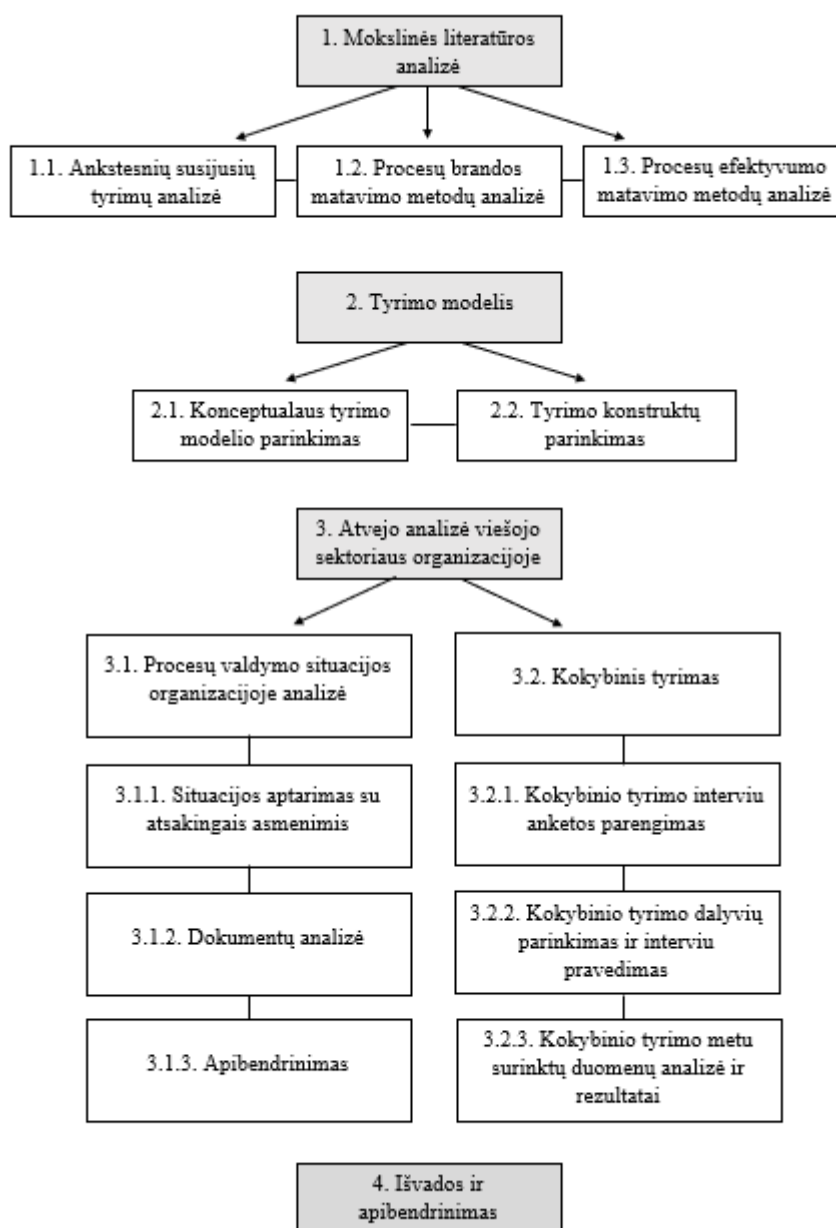 1. Mokslinės literatūros
analizė
1.1. Ankstesnių susijusių
tyrimų analizė
1.2. Procesų brandos
matavimo metodų analizė
1.3. Procesų efektyvumo
matavimo metodų analizė
2. Tyrimo modelis
2.1. Konceptualaus tyrimo
modelio parinkimas
2.2. Tyrimo konstruktų
parinkimas
3. Atvejo analizė viešojo
sektoriaus organizacijoje
3.1. Procesų valdymo situacijos
organizacijoje analizė
3.2. Kokybinis tyrimas
3.1.1. Situacijos aptarimas su
atsakingais asmenimis
3.2.1. Kokybinio tyrimo interviu
anketos parengimas
3.1.2. Dokumentų analizė
3.2.2. Kokybinio tyrimo dalyvių
parinkimas ir interviu
pravedimas
3.1.3. Apibendrinimas
3.2.3. Kokybinio tyrimo metu
surinktų duomenų analizė ir
rezultatai
4. Išvados ir
apibendrinimas